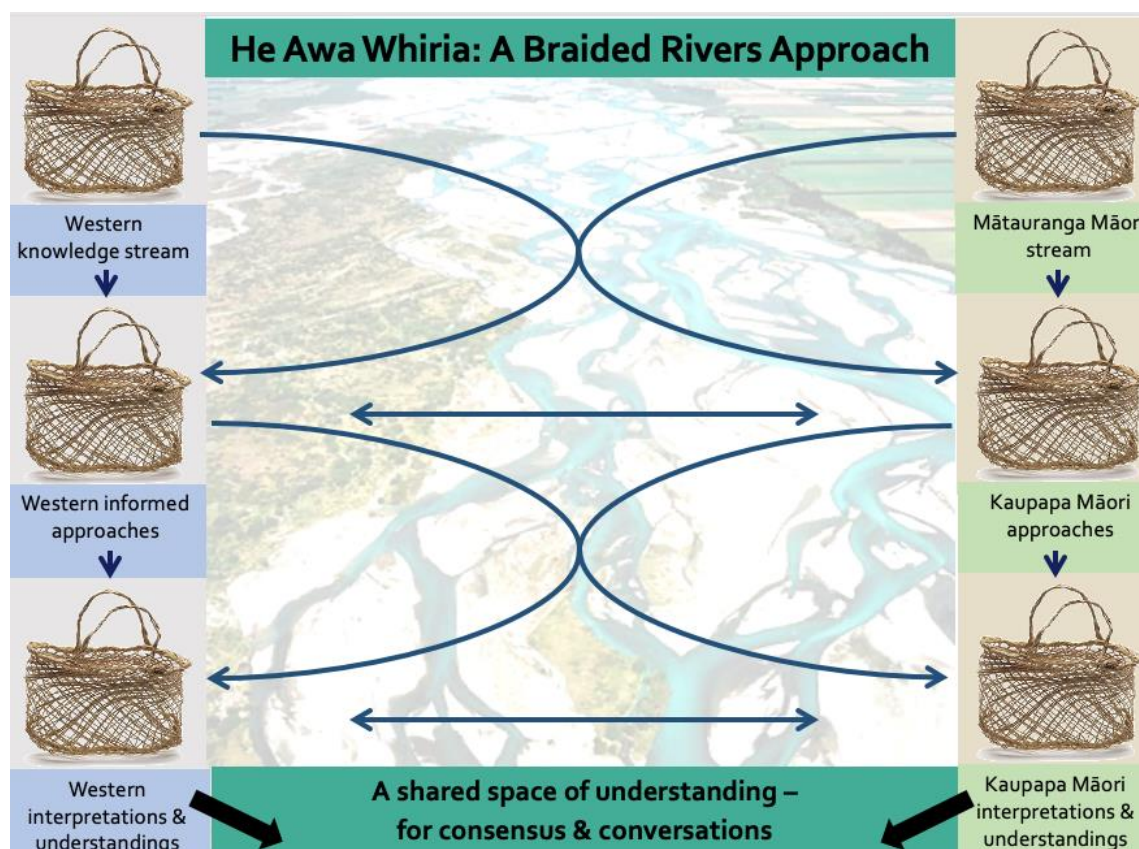 He Awa Whiria: A Braided Rivers Approach
Western
knowledge stream
Mātauranga Māori
stream
Western informed
approaches
Kaupapa Māori
approaches
Western
interpretations &
understandings
A shared space of understanding –
for consensus & conversations
Kaupapa Māori
interpretations &
understandings